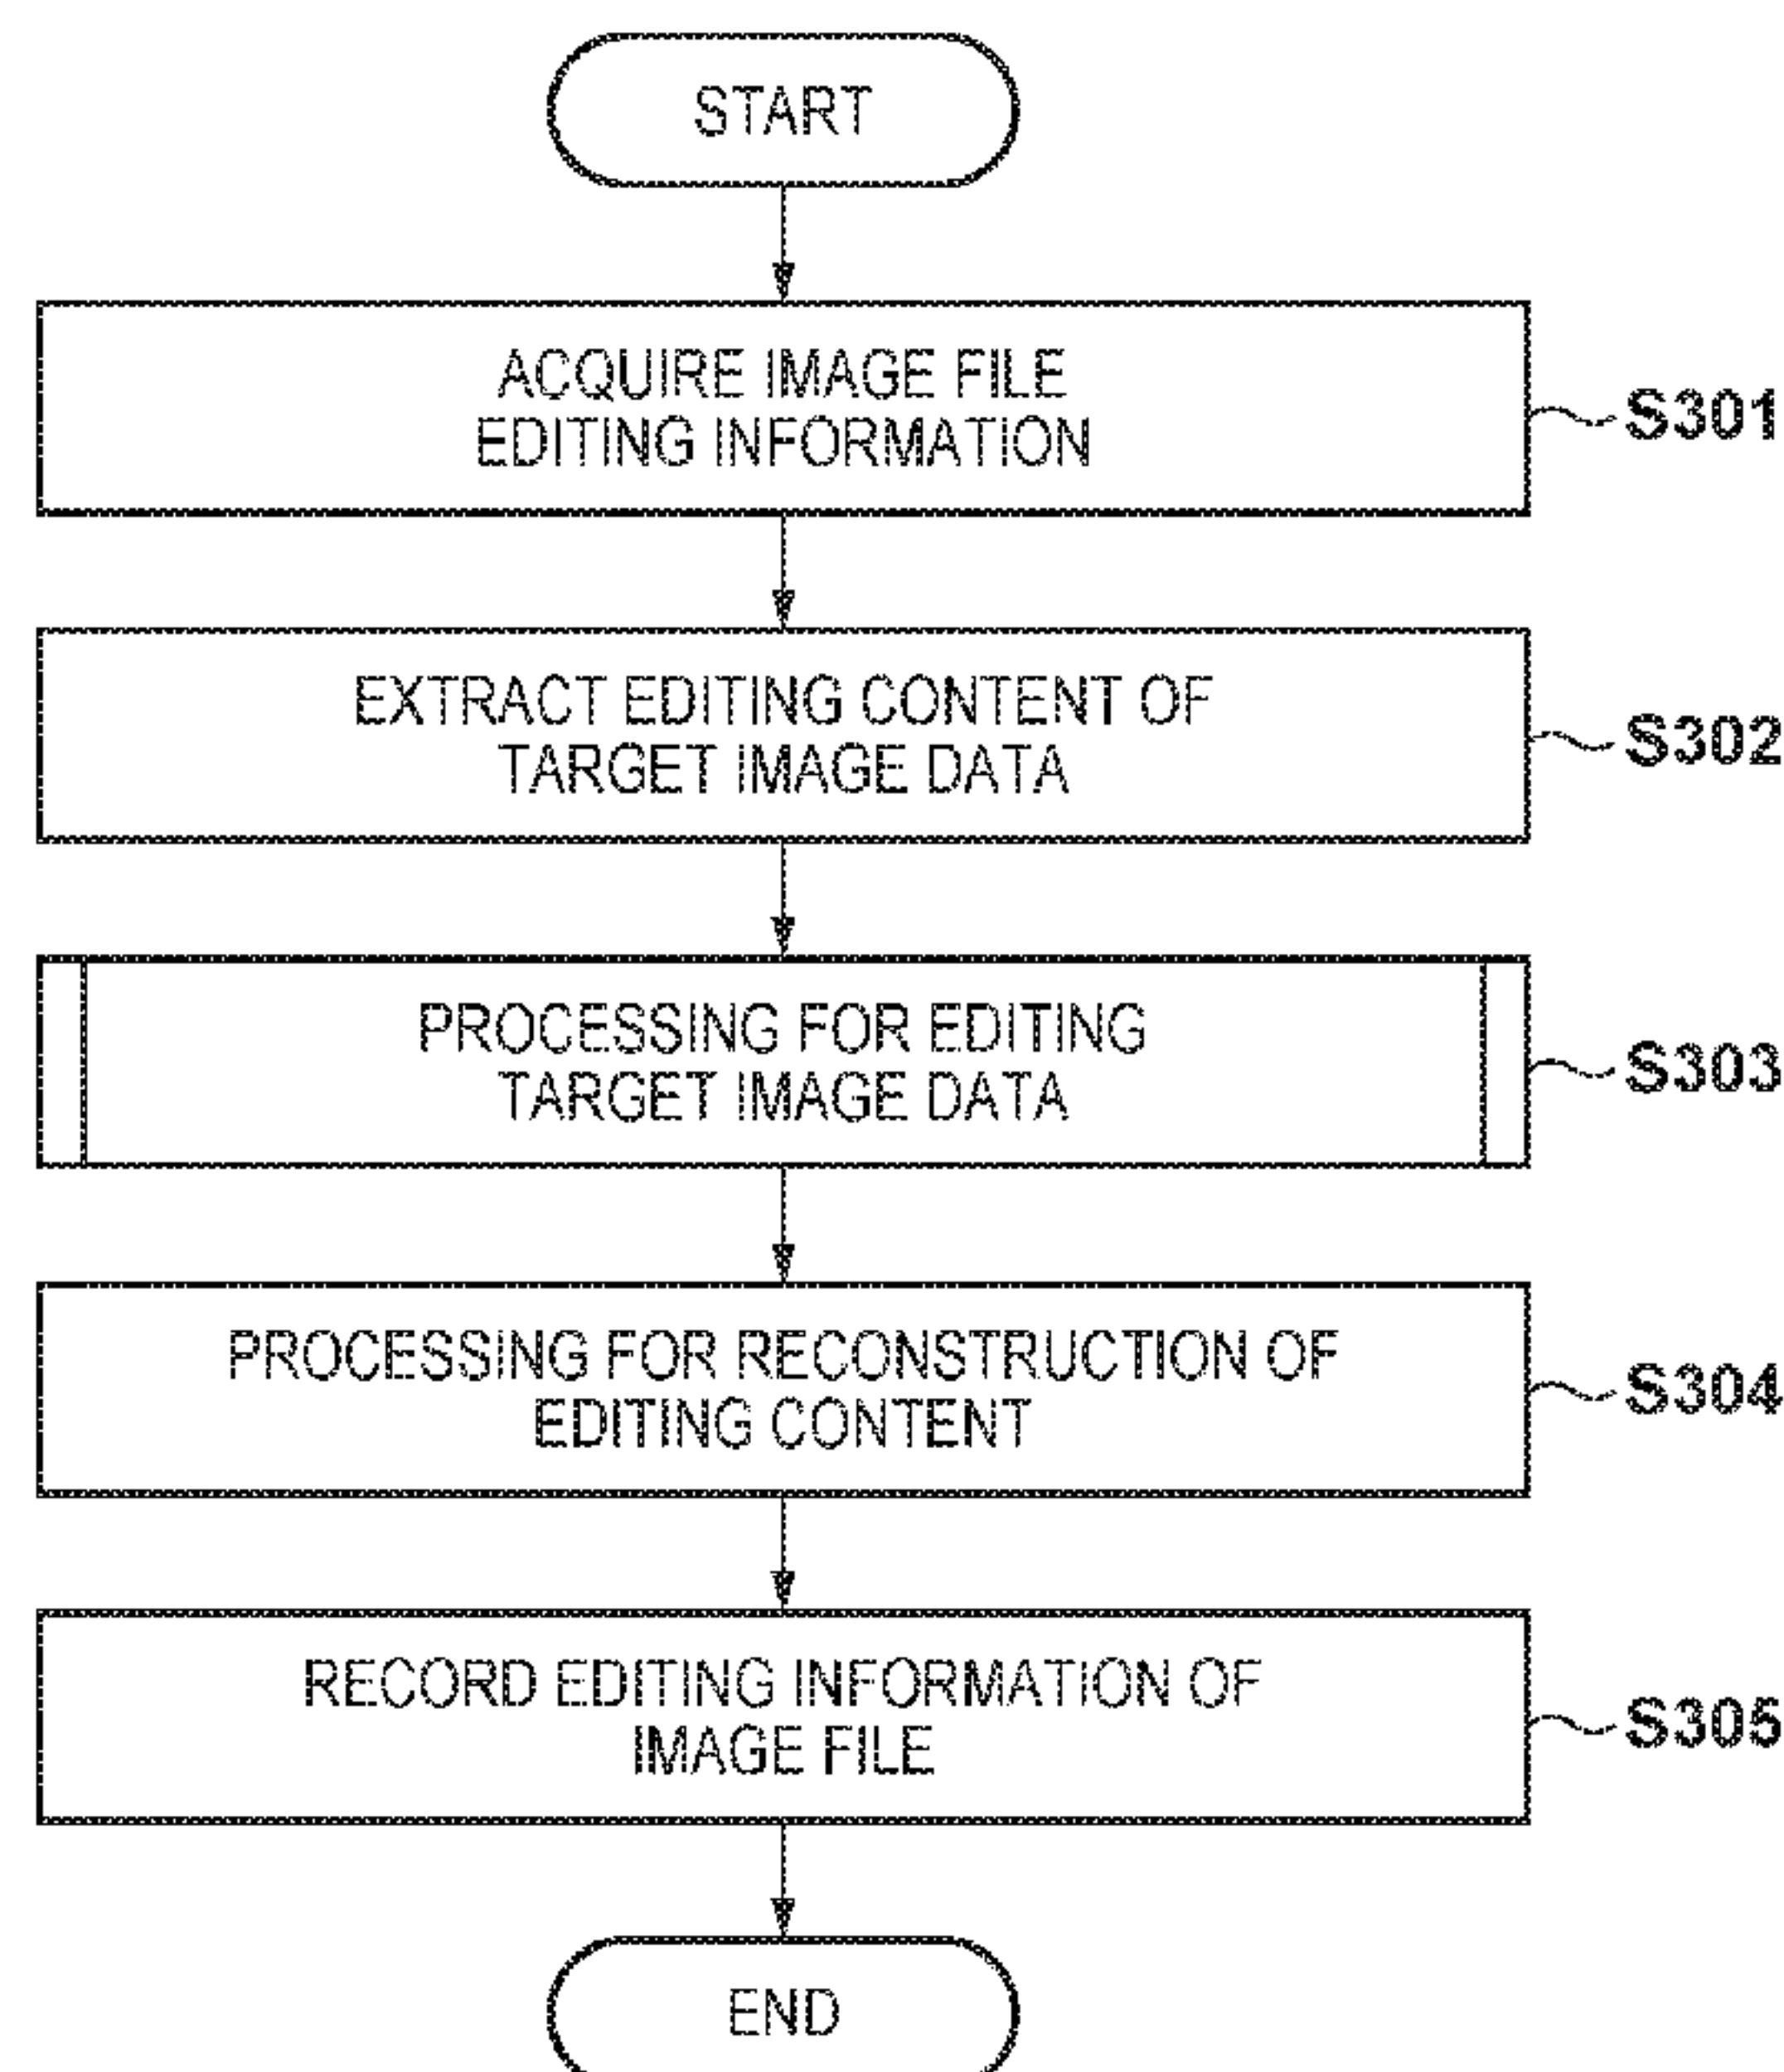 START
ACQUIRE IMAGE FILE
EDITING INFORMATION
S301
EXTRACT EDITING CONTENT OF
TARGET IMAGE DATA
S302
PROCESSING FOR EDITING
TARGET IMAGE DATA
S303
PROCESSING FOR RECONSTRUCTION OF
EDITING CONTENT
S304
RECORD EDITING INFORMATION OF
IMAGE FILE
S305
END